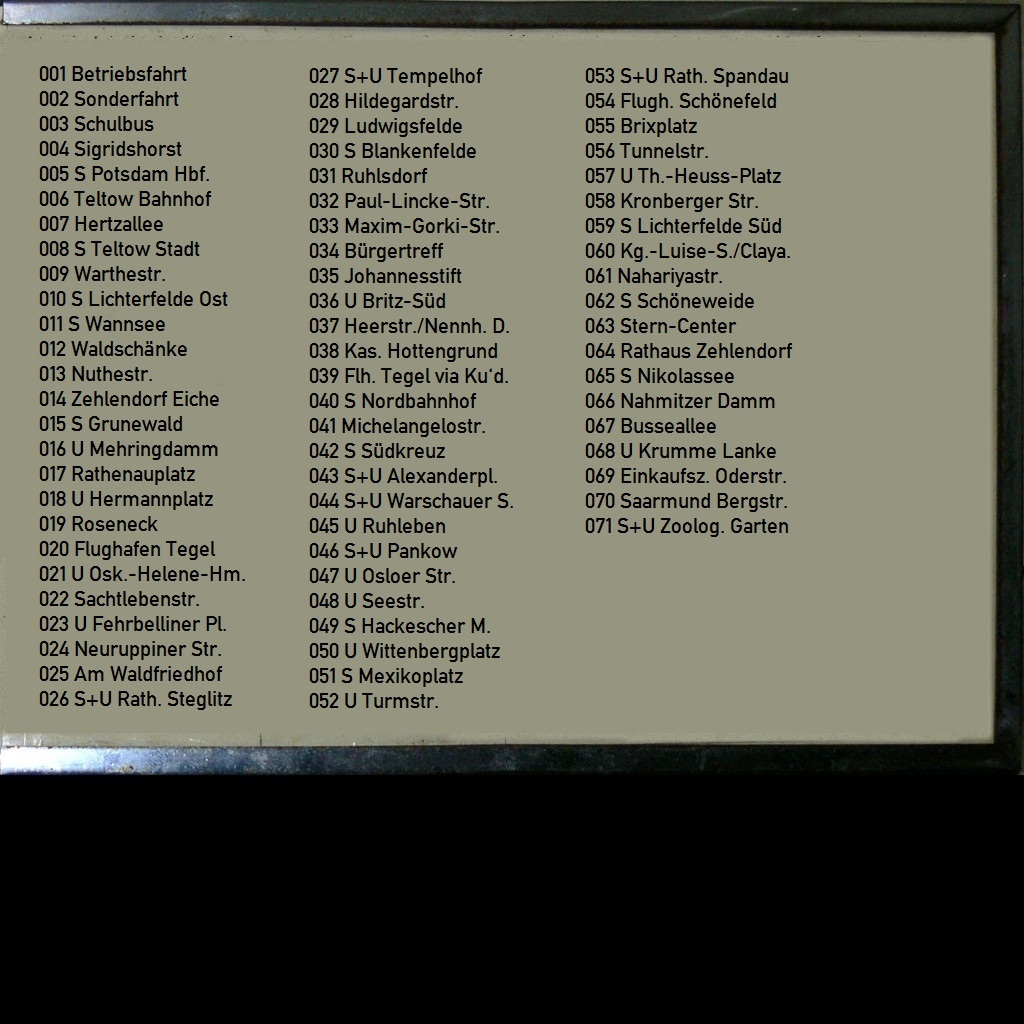 001 Betriebsfahrt
002 Sonderfahrt
003 Schulbus
004 Sigridshorst
005 S Potsdam Hbf.
006 Teltow Bahnhof
007 Hertzallee
008 S Teltow Stadt
009 Warthestr.
010 S Lichterfelde Ost
011 S Wannsee
012 Waldschänke
013 Nuthestr.
014 Zehlendorf Eiche
015 S Grunewald
016 U Mehringdamm
017 Rathenauplatz
018 U Hermannplatz
019 Roseneck
020 Flughafen Tegel
021 U Osk.-Helene-Hm.
022 Sachtlebenstr.
023 U Fehrbelliner Pl.
024 Neuruppiner Str.
025 Am Waldfriedhof
026 S+U Rath. Steglitz
027 S+U Tempelhof
028 Hildegardstr.
029 Ludwigsfelde
030 S Blankenfelde
031 Ruhlsdorf
032 Paul-Lincke-Str.
033 Maxim-Gorki-Str.
034 Bürgertreff
035 Johannesstift
036 U Britz-Süd
037 Heerstr./Nennh. D.
038 Kas. Hottengrund
039 Flh. Tegel via Ku'd.
040 S Nordbahnhof
041 Michelangelostr.
042 S Südkreuz
043 S+U Alexanderpl.
044 S+U Warschauer S.
045 U Ruhleben
046 S+U Pankow
047 U Osloer Str.
048 U Seestr.
049 S Hackescher M.
050 U Wittenbergplatz
051 S Mexikoplatz
052 U Turmstr.
053 S+U Rath. Spandau
054 Flugh. Schönefeld
055 Brixplatz
056 Tunnelstr.
057 U Th.-Heuss-Platz
058 Kronberger Str.
059 S Lichterfelde Süd
060 Kg.-Luise-S./Claya.
061 Nahariyastr.
062 S Schöneweide
063 Stern-Center
064 Rathaus Zehlendorf
065 S Nikolassee
066 Nahmitzer Damm
067 Busseallee
068 U Krumme Lanke
069 Einkaufsz. Oderstr.
070 Saarmund Bergstr.
071 S+U Zoolog. Garten